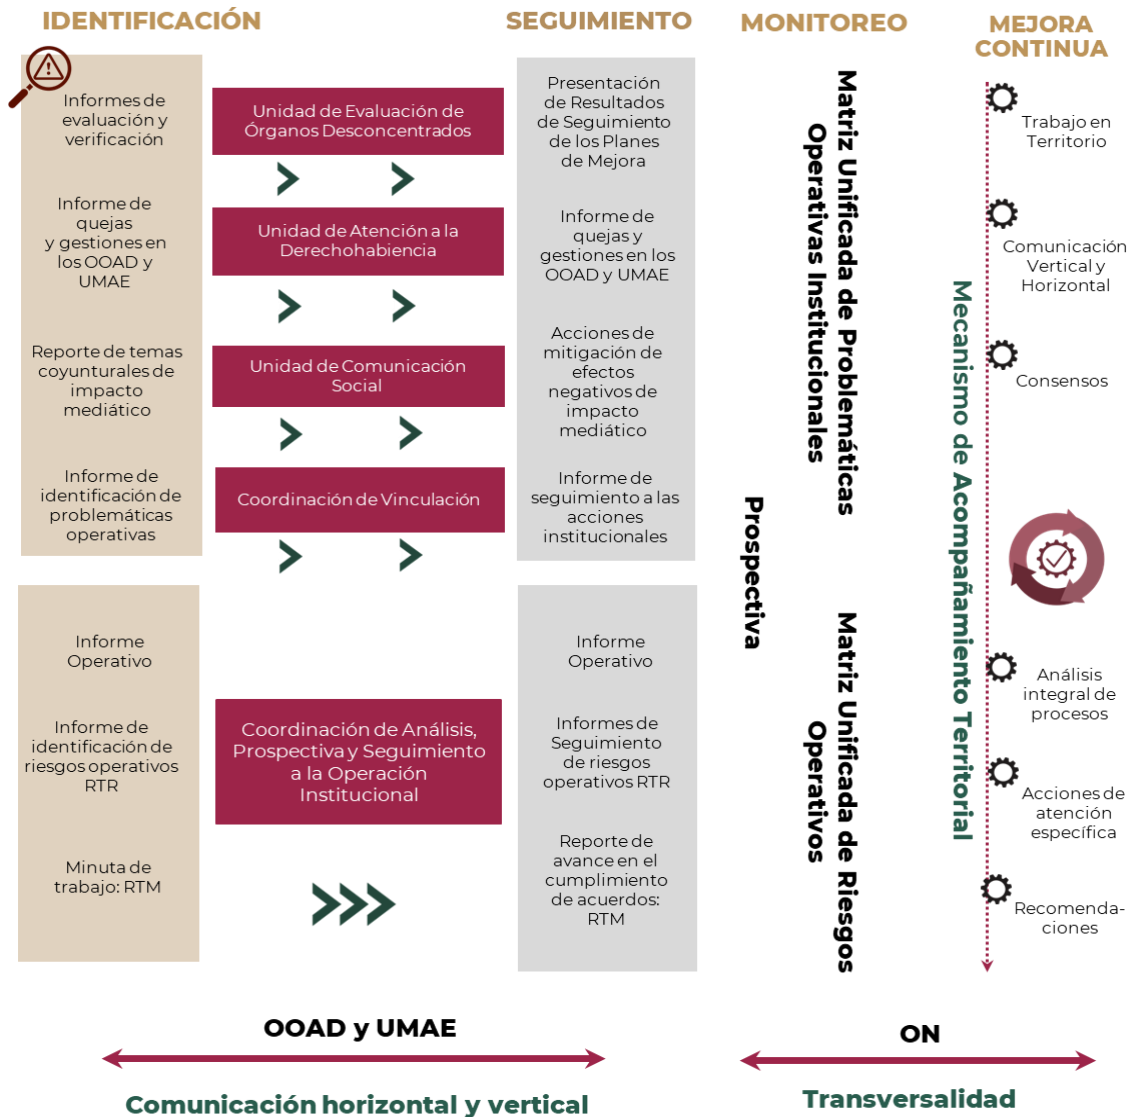 IDENTIFICACIÓN
SEGUIMIENTO
MONITOREO
MEJORA
CONTINUA
Informes de
evaluación y
verificación
Unidad de Evaluación de
Órganos Desconcentrados
Presentación
de Resultados
de Seguimiento
de los Planes
de Mejora
Informe de
quejas
y gestiones en
los OOAD y
UMAE
Unidad de Atención a la
Derechohabiencia
Informe de
quejas y
gestiones en los
OOAD y UMAE
Reporte de temas
coyunturales de
impacto
mediático
Unidad de Comunicación
Social
Acciones de
mitigación de
efectos
negativos de
impacto
mediático
Informe de
identificación de
problemáticas
operativas
Coordinación de Vinculación
Informe de
seguimiento a las
acciones
institucionales
Informe
Operativo
Informe de
identificación de
riesgos operativos
RTR
Minuta de
trabajo: RTM
Coordinación de Análisis,
Prospectiva y Seguimiento
a la Operación
Institucional
Informe
Operativo
Informes de
Seguimiento
de riesgos
operativos RTR
Reporte de
avance en el
cumplimiento
de acuerdos:
RTM
Matriz Unificada de Problemáticas
Operativas Institucionales
Prospectiva
Matriz Unificada de Riesgos
Operativos
Mecanismo de Acompañamiento Territorial
Trabajo en
Territorio
Comunicación
Vertical y
Horizontal
Consensos
Análisis
integral de
procesos
Acciones de
atención
específica
Recomenda-
ciones
OOAD y UMAE
Comunicación horizontal y vertical
ON
Transversalidad